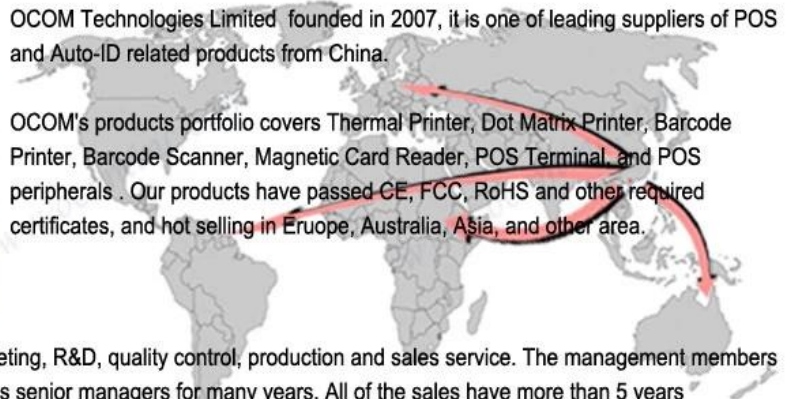 OCOM Technologies Limited founded in 2007, it is one of leading suppliers of POS
and Auto-ID related products from China.
OCOM's products portfolio covers Thermal Printer, Dot Matrix Printer, Barcode
Printer, Barcode Scanner, Magnetic Card Reader, POS Terminal, and POS
peripherals . Our products have passed CE, FCC, RoHS and other required
certificates, and hot selling in Eruope, Australia, Asia, and other area.
R&D, quality control, production and sales service. The management members
senior managers for many years. All of the sales have more than 5 years